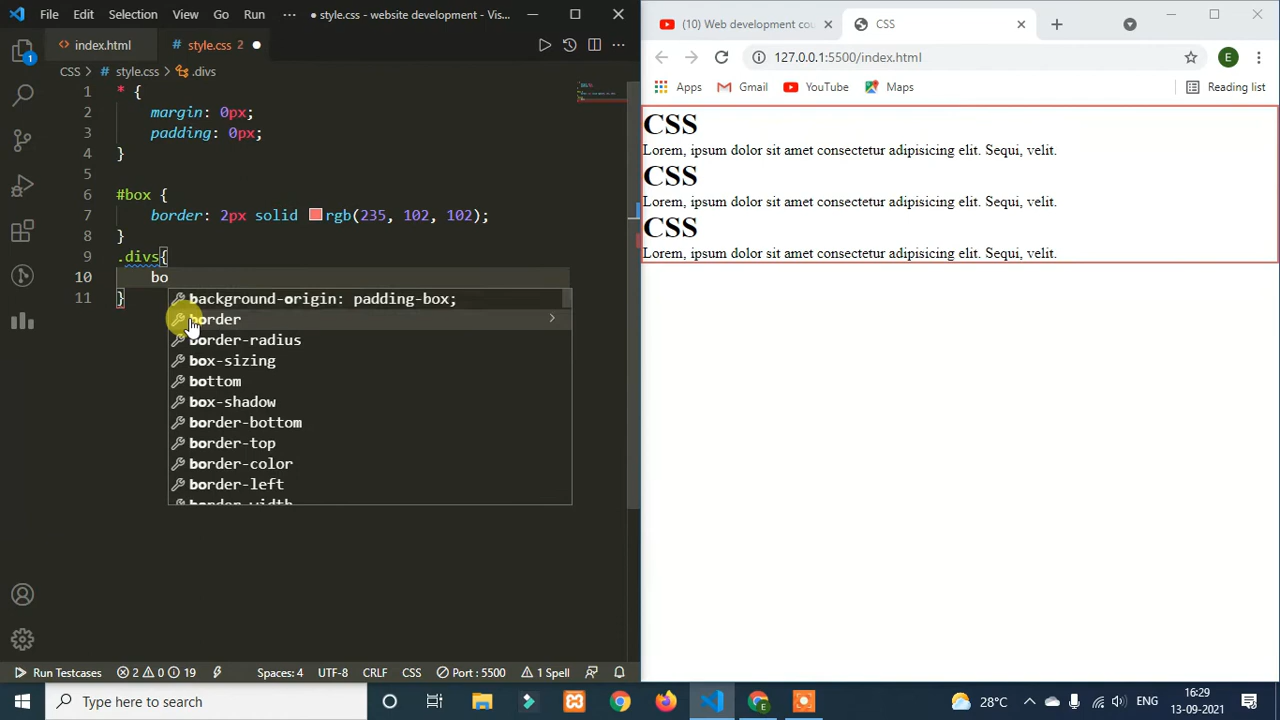 File Edit Selection View Go Run ··· ● style.css - website development - Vis...
index.html style.css 2
CSS > style.css > .divs
1 * {
2 margin: 0px;
3 padding: 0px;
4 }
5
6 #box {
7 border: 2px solid rgb(235, 102, 102);
8 }
9 .divs{
10 bo
11 }
background-origin: padding-box;
border
border-radius
box-sizing
bottom
box-shadow
border-bottom
border-top
border-color
border-left
border-width
1
Run Testcases 2 0 19 Spaces: 4 UTF-8 CRLF CSS Port : 5500 1 Spell
(10) Web development cou
CSS
127.0.0.1:5500/index.html
E
Apps Gmail YouTube Maps Reading list
CSS
Lorem, ipsum dolor sit amet consectetur adipisicing elit. Sequi, velit.
CSS
Lorem, ipsum dolor sit amet consectetur adipisicing elit. Sequi, velit.
CSS
Lorem, ipsum dolor sit amet consectetur adipisicing elit. Sequi, velit.
Type here to search
28°C ENG 16:29
13-09-2021